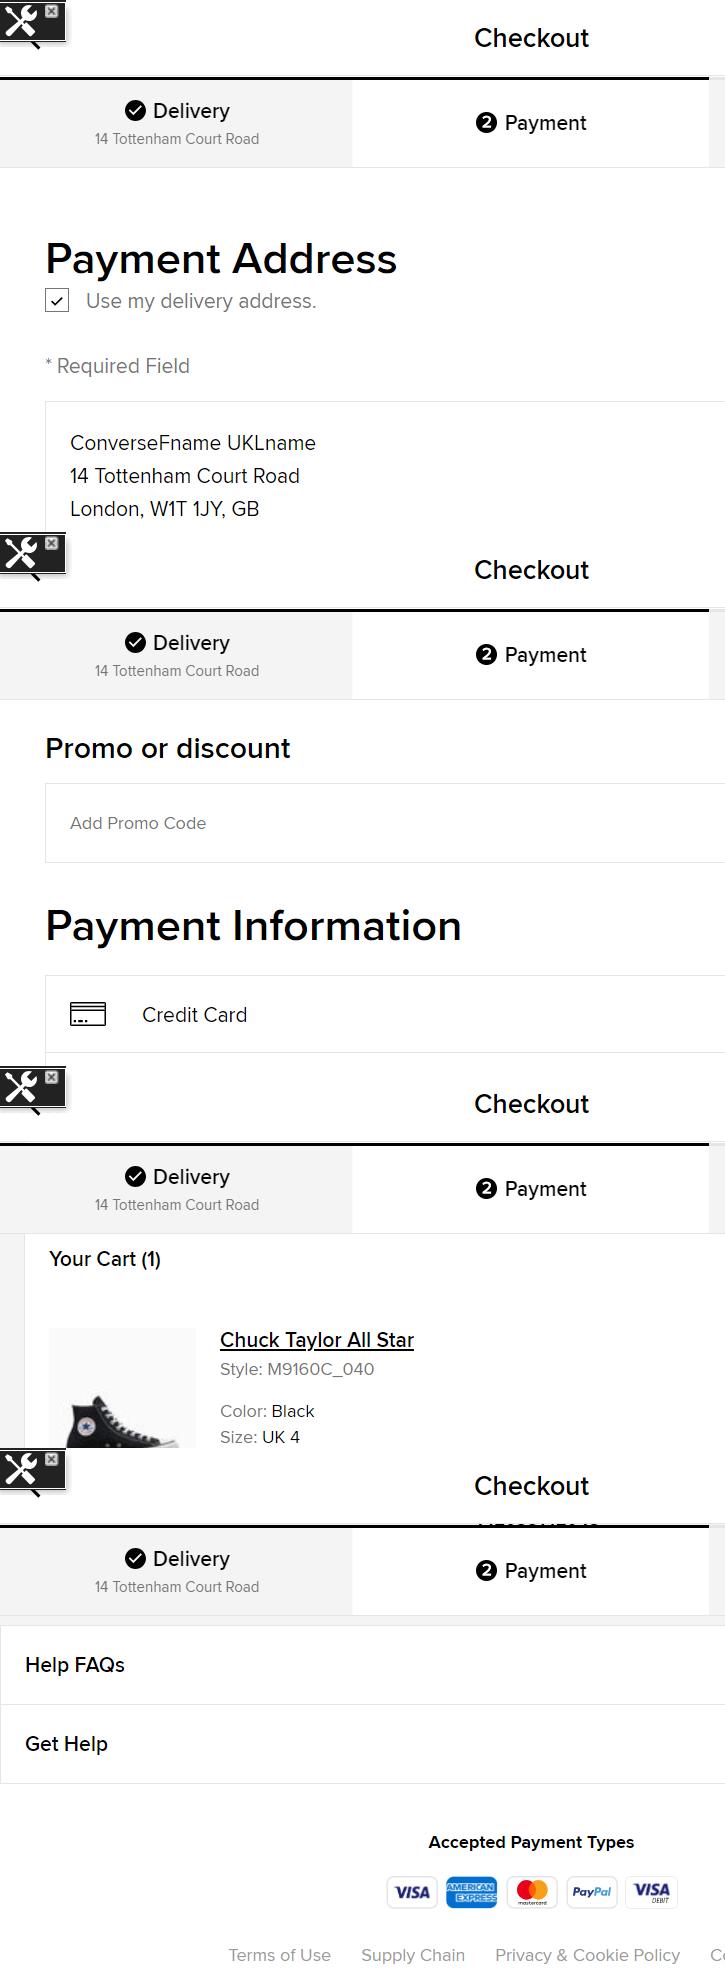 Checkout
Delivery
14 Tottenham Court Road
2 Payment
Payment Address
Use my delivery address.
* Required Field
ConverseFname UKLname
14 Tottenham Court Road
London, W1T 1JY, GB
Checkout
Delivery
14 Tottenham Court Road
2 Payment
Promo or discount
Add Promo Code
Payment Information
Credit Card
Checkout
Delivery
14 Tottenham Court Road
2 Payment
Your Cart (1)
Chuck Taylor All Star
Style: M9160C_040
Color: Black
Size: UK 4
Checkout
Delivery
14 Tottenham Court Road
2 Payment
Help FAQs
Get Help
Accepted Payment Types
VISA AMERICAN EXPRESS mastercard PayPal VISA DEBIT
Terms of Use Supply Chain Privacy & Cookie Policy